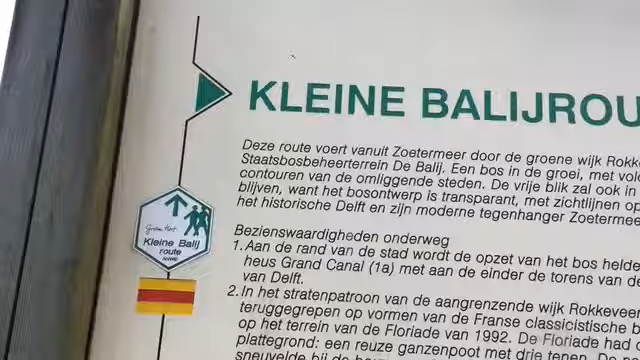 KLEINE BALIJROU
Deze route voert vanuit Zoetermeer door de groene wijk Rokke
Staatsbosbeheerterrein De Balij. Een bos in de groei, met vol
contouren van de omliggende steden. De vrije blik zal ook in
blijven, want het bosontwerp is transparant, met zichtlijnen op
het historische Delft en zijn moderne tegenhanger Zoetermee
Groene Hart
Kleine Balij
route
Bezienswaardigheden onderweg
1. Aan de rand van de stad wordt de opzet van het bos helde
heus Grand Canal (1a) met aan de einder de torens van de
van Delft.
2. In het stratenpatroon van de aangrenzende wijk Rokkeveer
teruggegrepen op vormen van de Franse classicistische b
op het terrein van de Floriade van 1992. De Floriade had
plattegrond: een reuze ganzenpoot met drie tenen. De